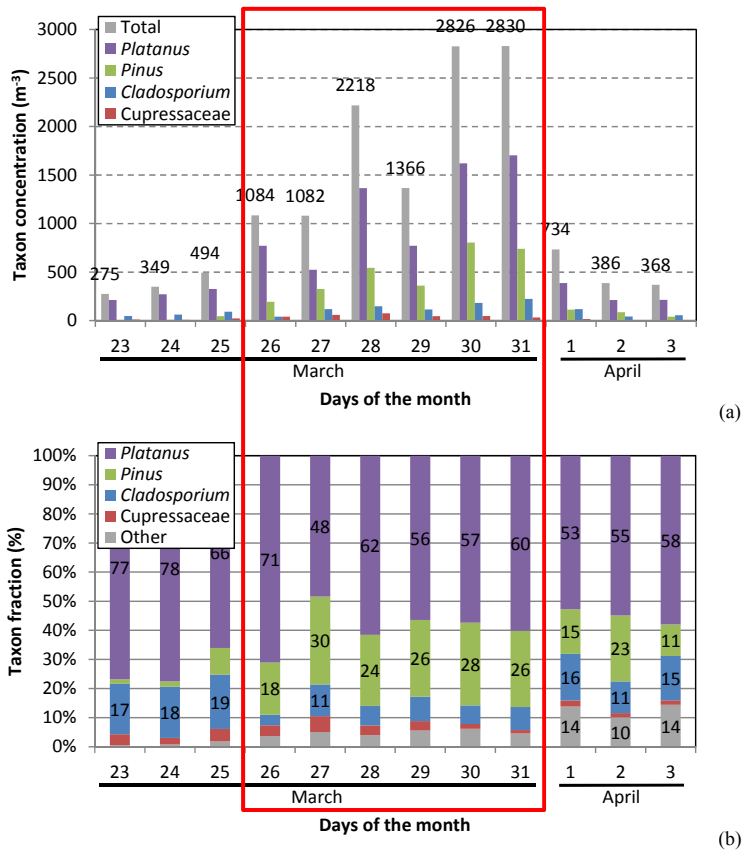 Total
Platanus
Pinus
Cladosporium
Cupressaceae
Taxon concentration (m⁻³)
3000
2500
2000
1500
1000
500
0
275
349
494
1084
1082
2218
1366
2826
2830
734
386
368
23 24 25 26 27 28 29 30 31 1 2 3
March April
Days of the month
(a)
Platanus
Pinus
Cladosporium
Cupressaceae
Other
Taxon fraction (%)
100%
90%
80%
70%
60%
50%
40%
30%
20%
10%
0%
77 78 66 71 48 62 56 57 60 53 55 58
18 30 24 26 28 26 15 23 11
17 18 19 11 16 11 15
14 10 14
23 24 25 26 27 28 29 30 31 1 2 3
March April
Days of the month
(b)